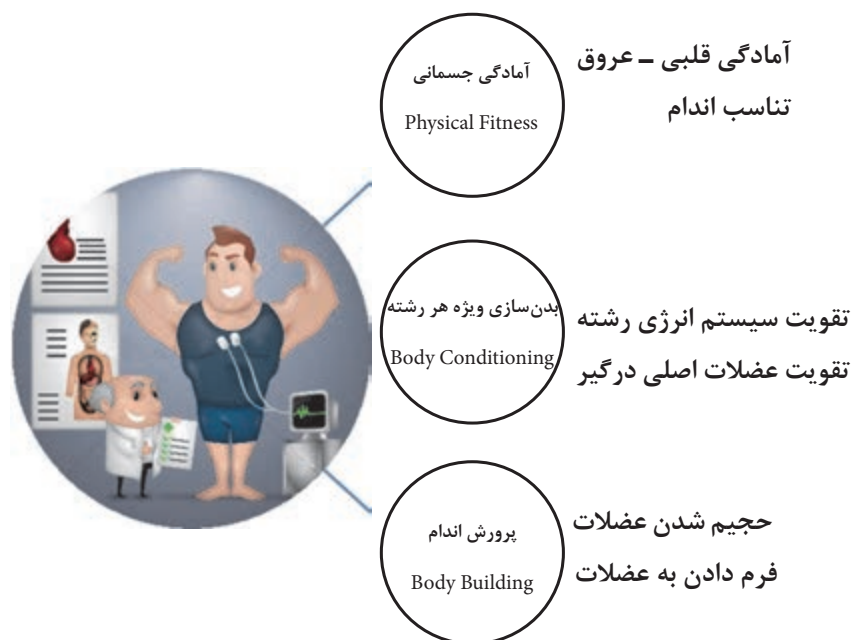 آمادگی جسمانی
Physical Fitness
آمادگی قلبی ـ عروق
تناسب اندام
بدن‌سازی ویژه هر رشته
Body Conditioning
تقویت سیستم انرژی رشته
تقویت عضلات اصلی درگیر
پرورش اندام
Body Building
حجیم شدن عضلات
فرم دادن به عضلات